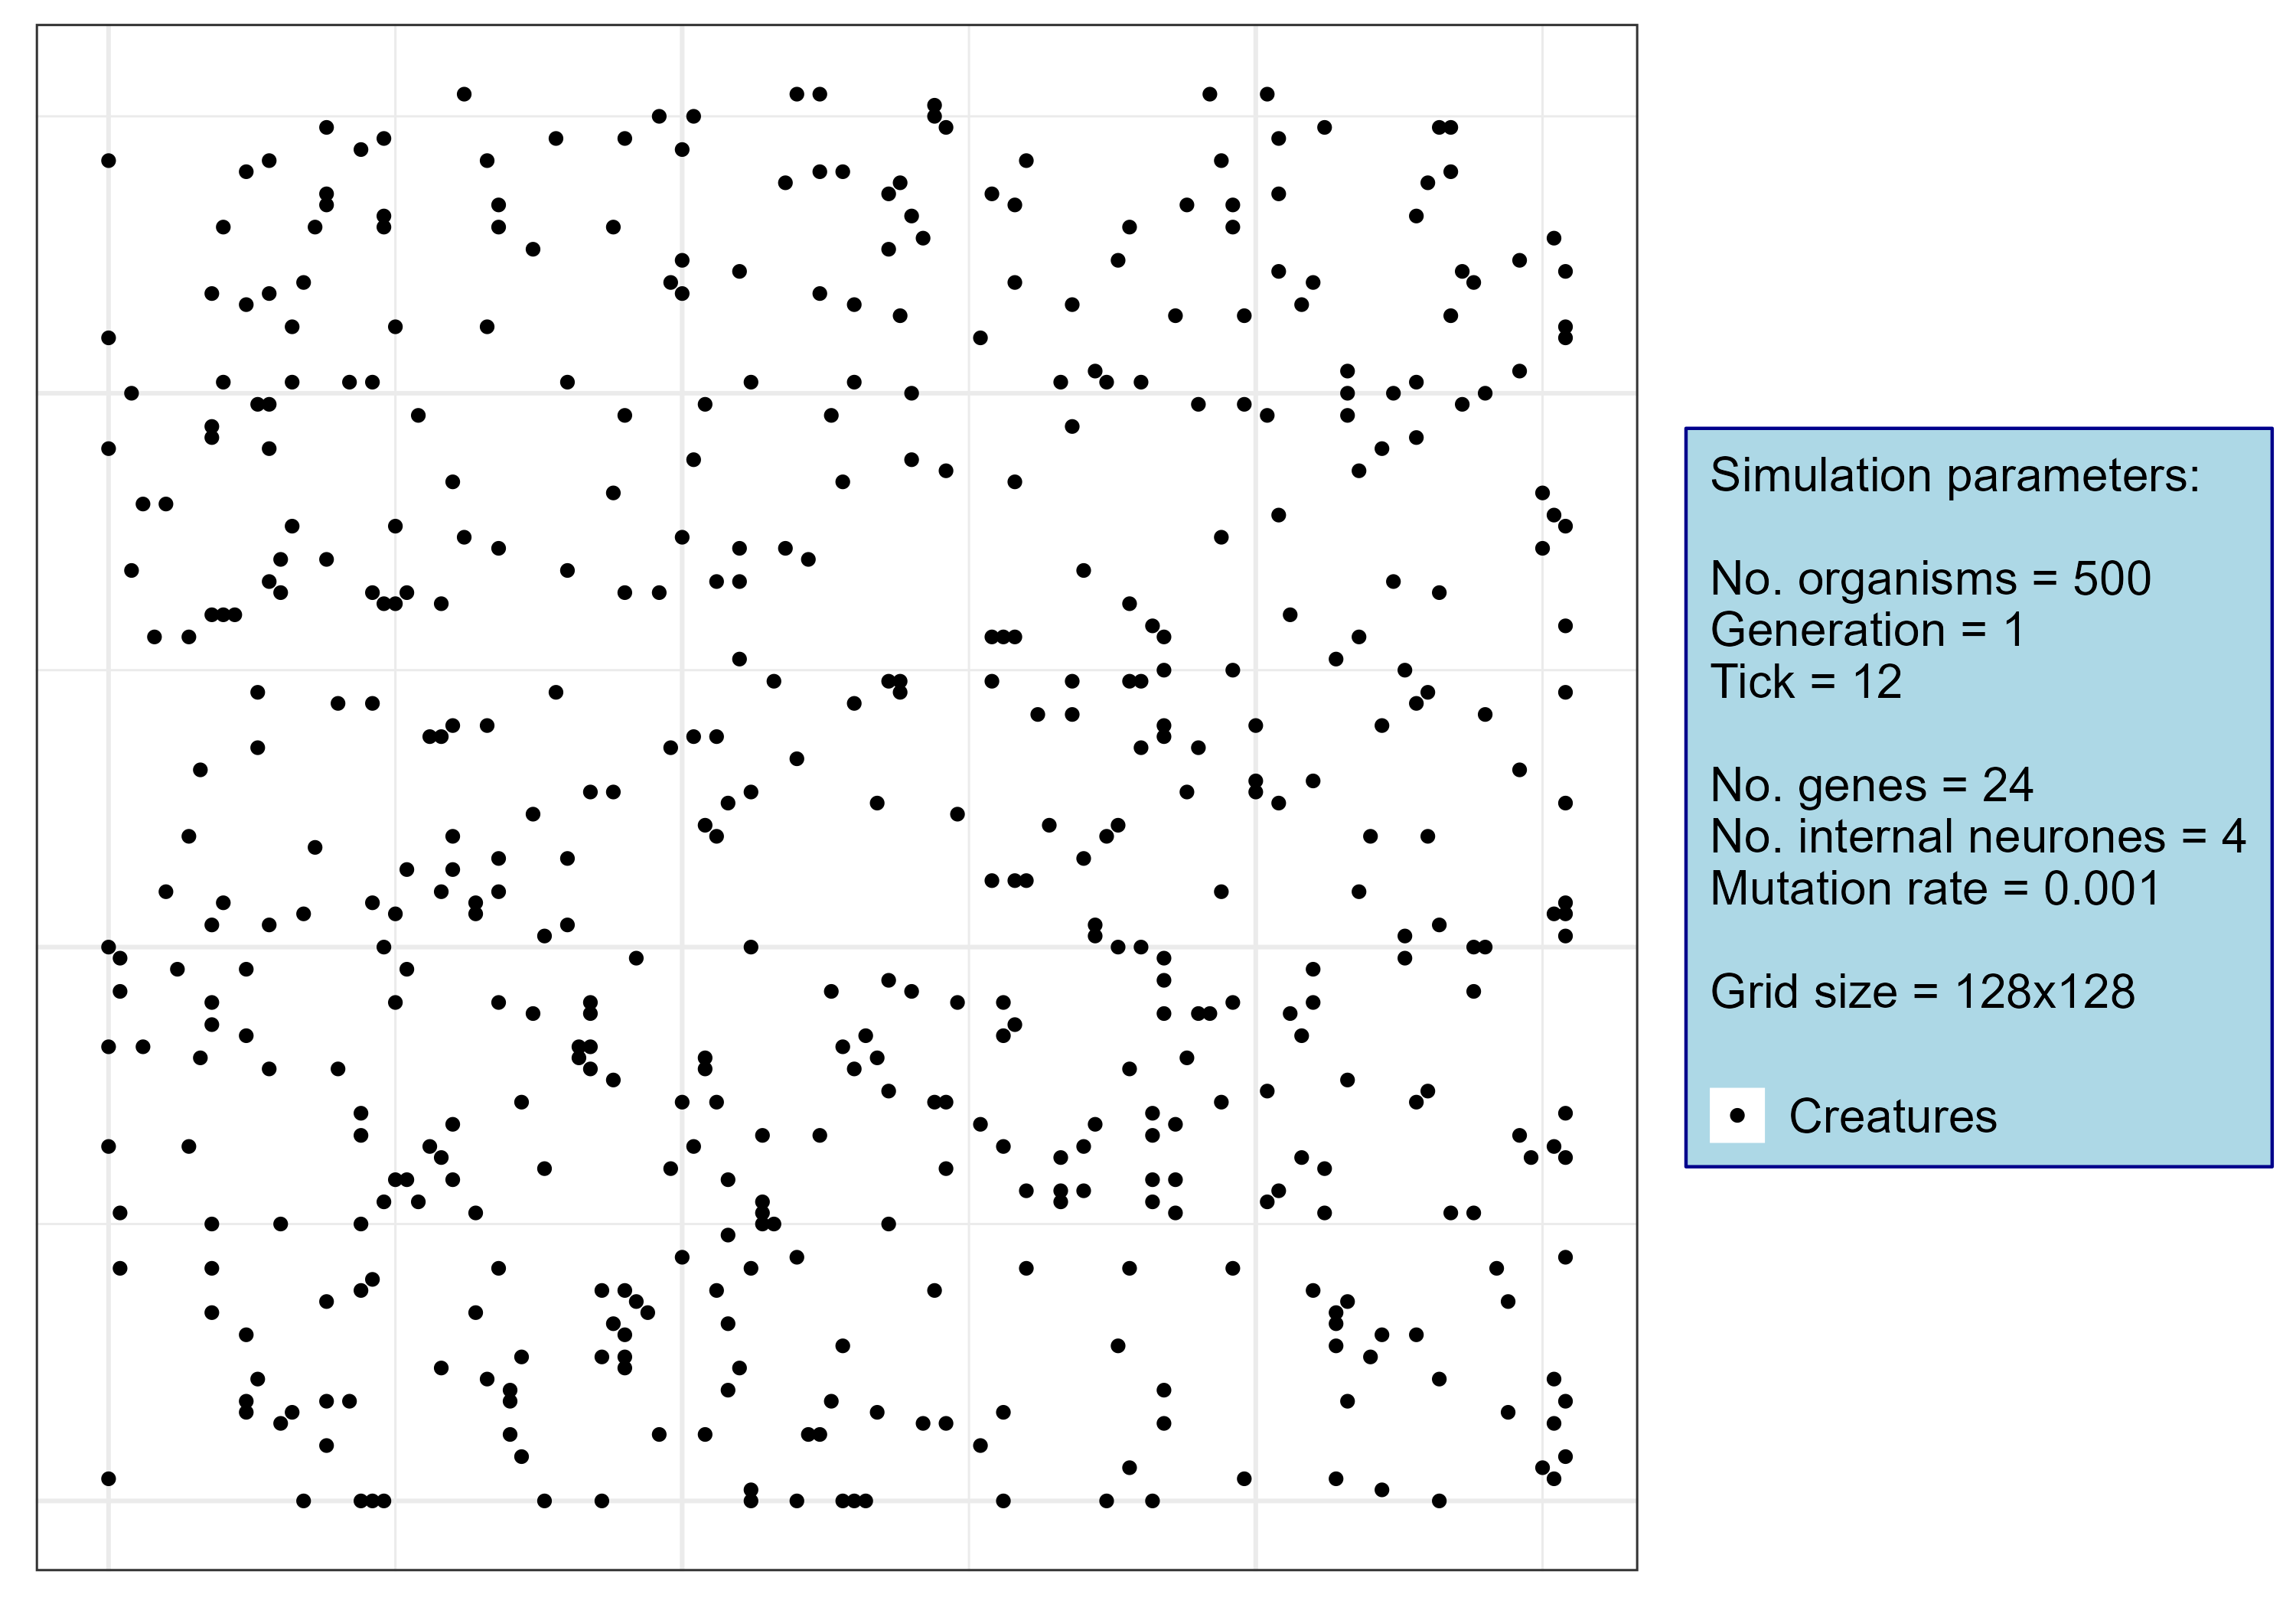 Simulation parameters:
No. organisms = 500
Generation = 1
Tick = 12
No. genes = 24
No. internal neurones = 4
Mutation rate = 0.001
Grid size = 128x128
Creatures